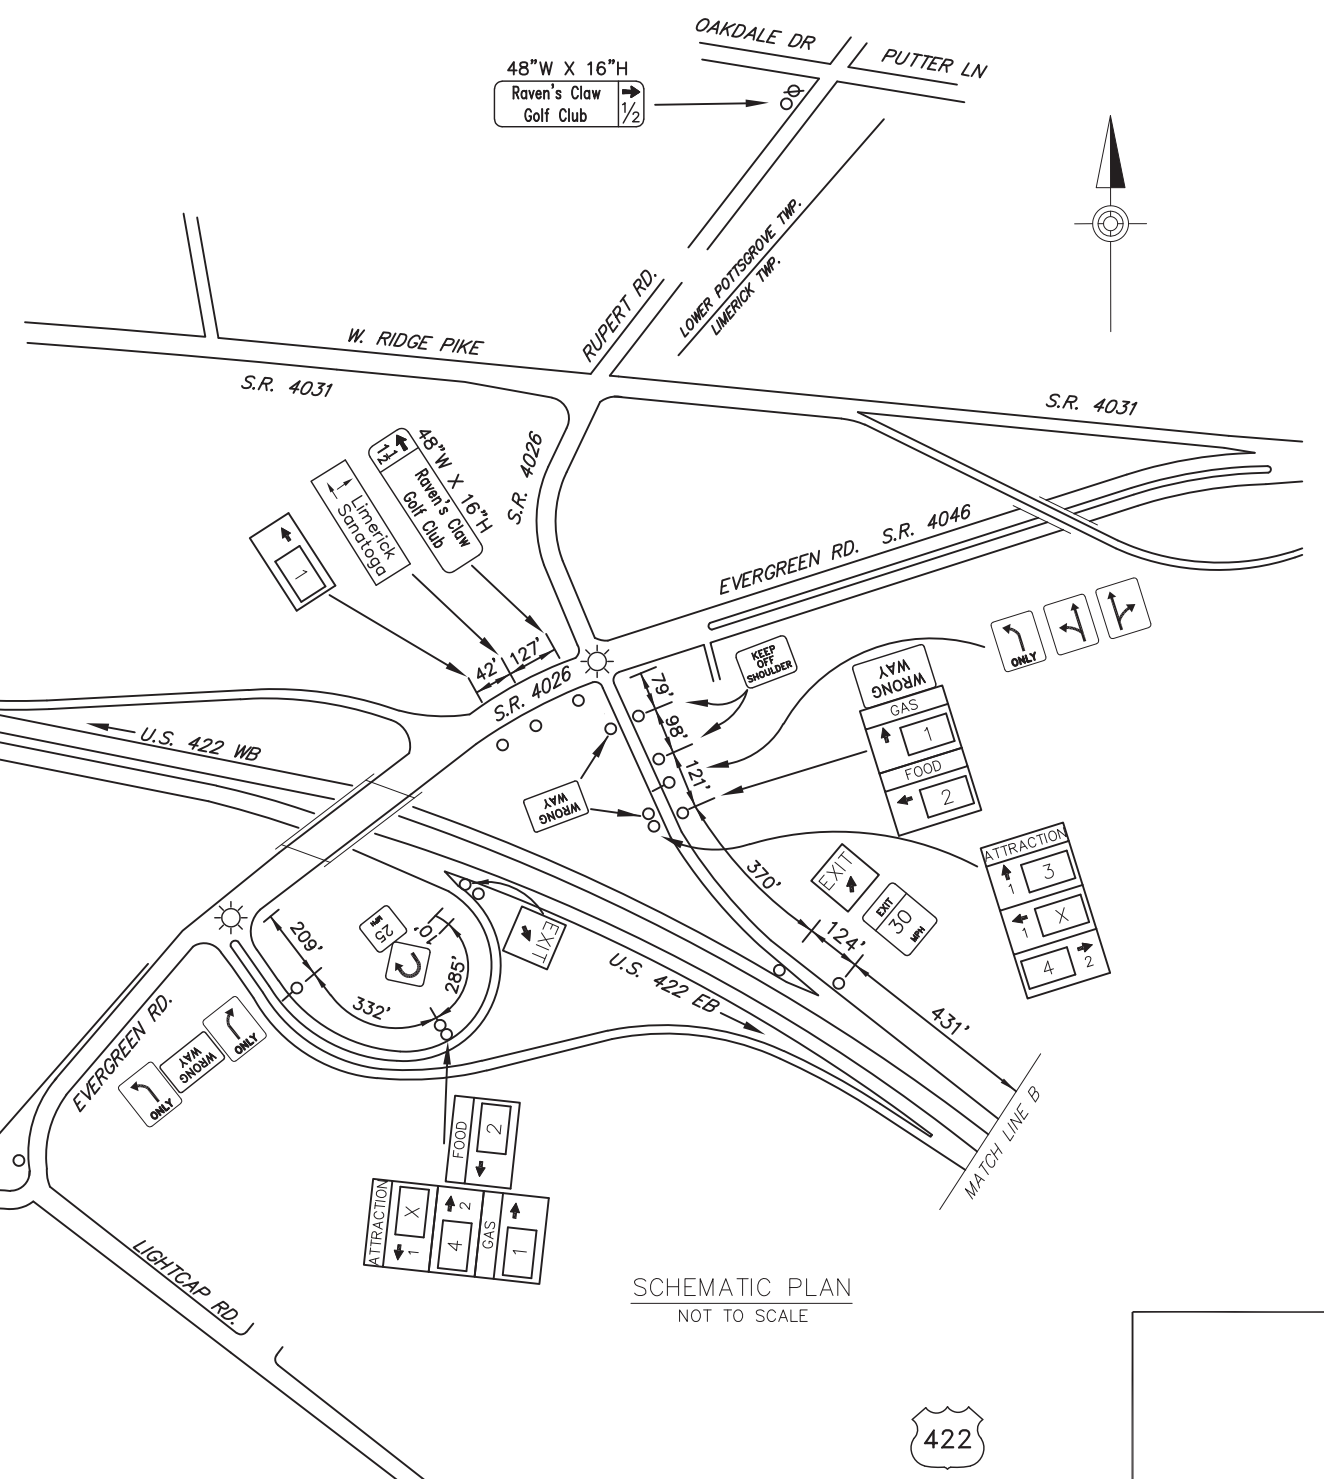 OAKDALE DR
PUTTER LN
48"W X 16"H
Raven's Claw
Golf Club
1/2
LOWER POTTSGROVE TWP.
LIMERICK TWP.
RUPERT RD.
W. RIDGE PIKE
S.R. 4031
S.R. 4031
S.R. 4026
48"W X 16"H
Raven's Claw
Golf Club
1 1/2
Limerick
Sanatoga
1
EVERGREEN RD. S.R. 4046
42'
127'
S.R. 4026
KEEP
OFF
SHOULDER
ONLY
WRONG
WAY
GAS
1
FOOD
2
79'
98'
121'
U.S. 422 WB
WRONG
WAY
ATTRACTION
3
1
X
1
4
2
370'
EXIT
EXIT
30
MPH
124'
431'
209'
332'
25
MPH
10'
285'
EXIT
U.S. 422 EB
EVERGREEN RD.
ONLY
WRONG
WAY
ONLY
MATCH LINE B
FOOD
2
ATTRACTION
X
1
2
4
GAS
1
LIGHTCAP RD.
SCHEMATIC PLAN
NOT TO SCALE
422